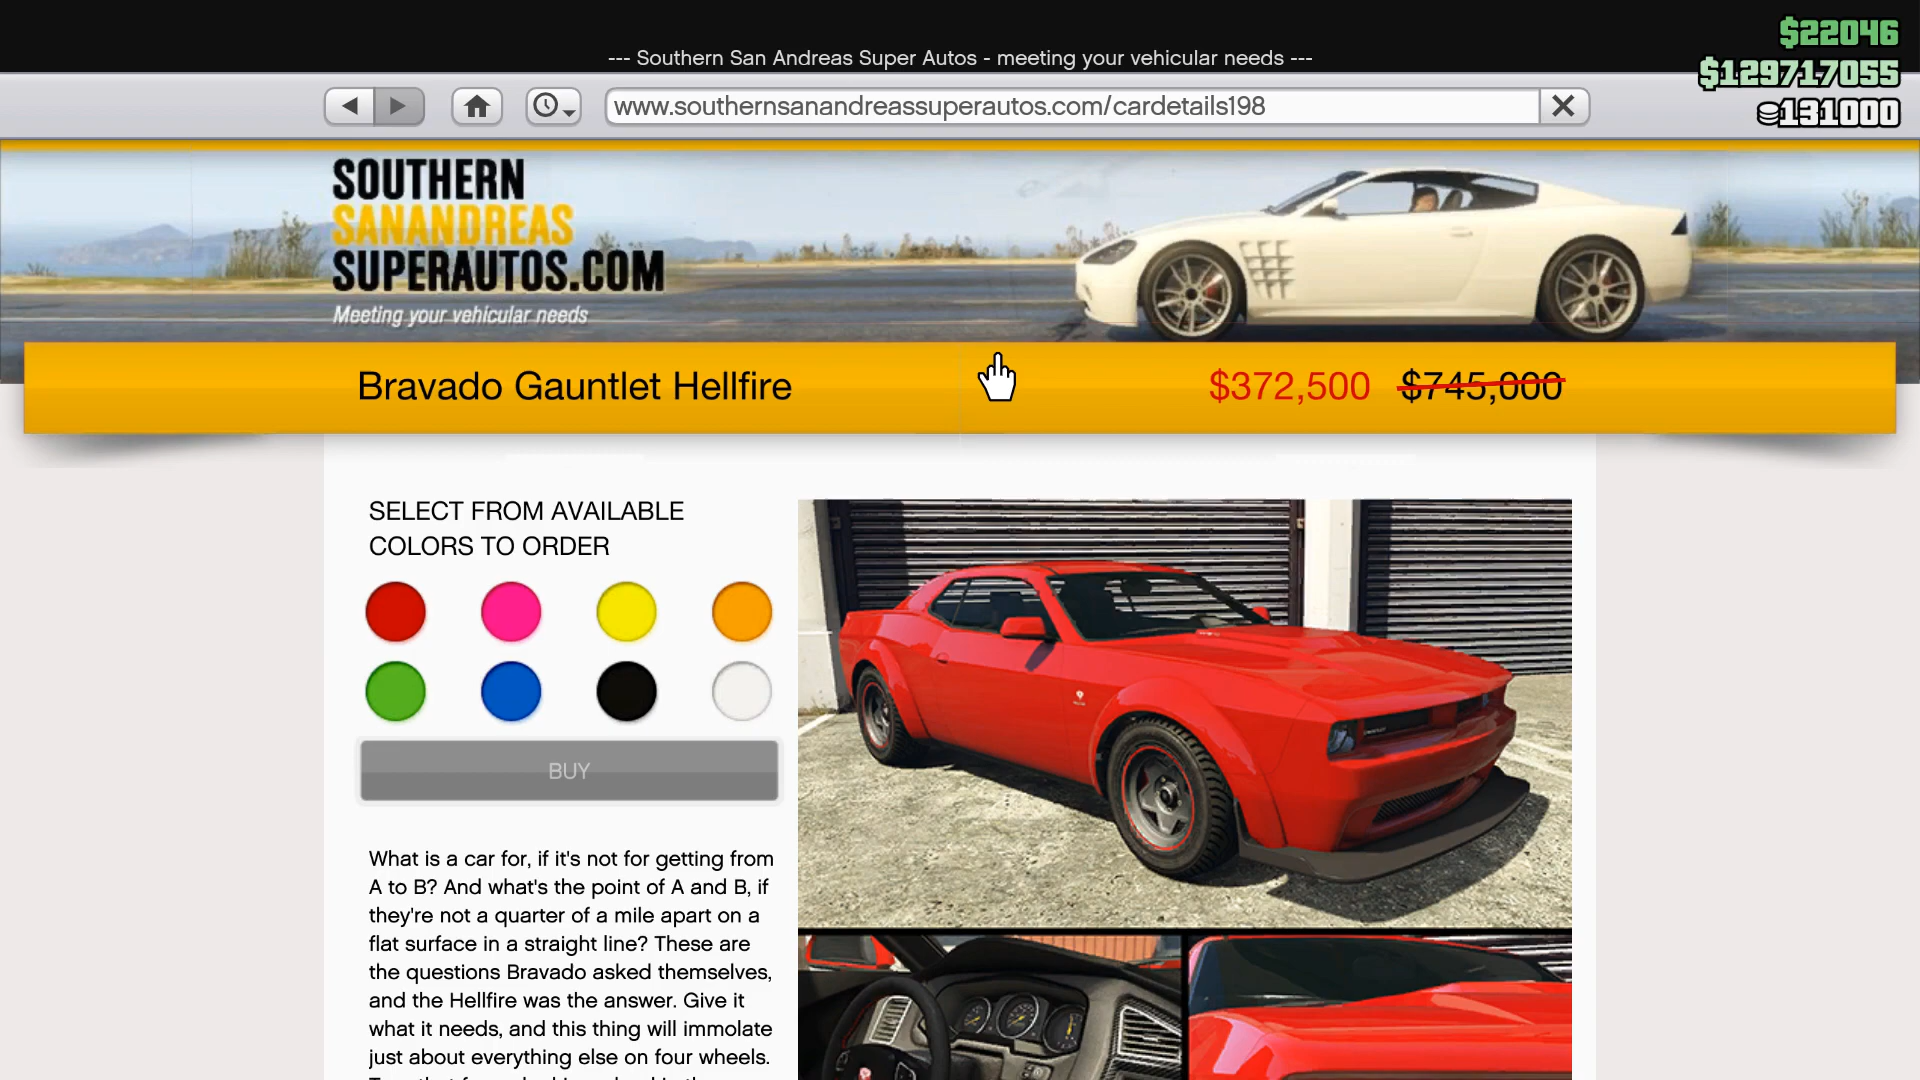 $22046
--- Southern San Andreas Super Autos - meeting your vehicular needs ---
$129717055
www.southernsanandreassuperautos.com/cardetails198
131000
SOUTHERN
SANANDREAS
SUPERAUTOS.COM
Meeting your vehicular needs
Bravado Gauntlet Hellfire
$372,500 $745,000
SELECT FROM AVAILABLE
COLORS TO ORDER
BUY
What is a car for, if it's not for getting from
A to B? And what's the point of A and B, if
they're not a quarter of a mile apart on a
flat surface in a straight line? These are
the questions Bravado asked themselves,
and the Hellfire was the answer. Give it
what it needs, and this thing will immolate
just about everything else on four wheels.